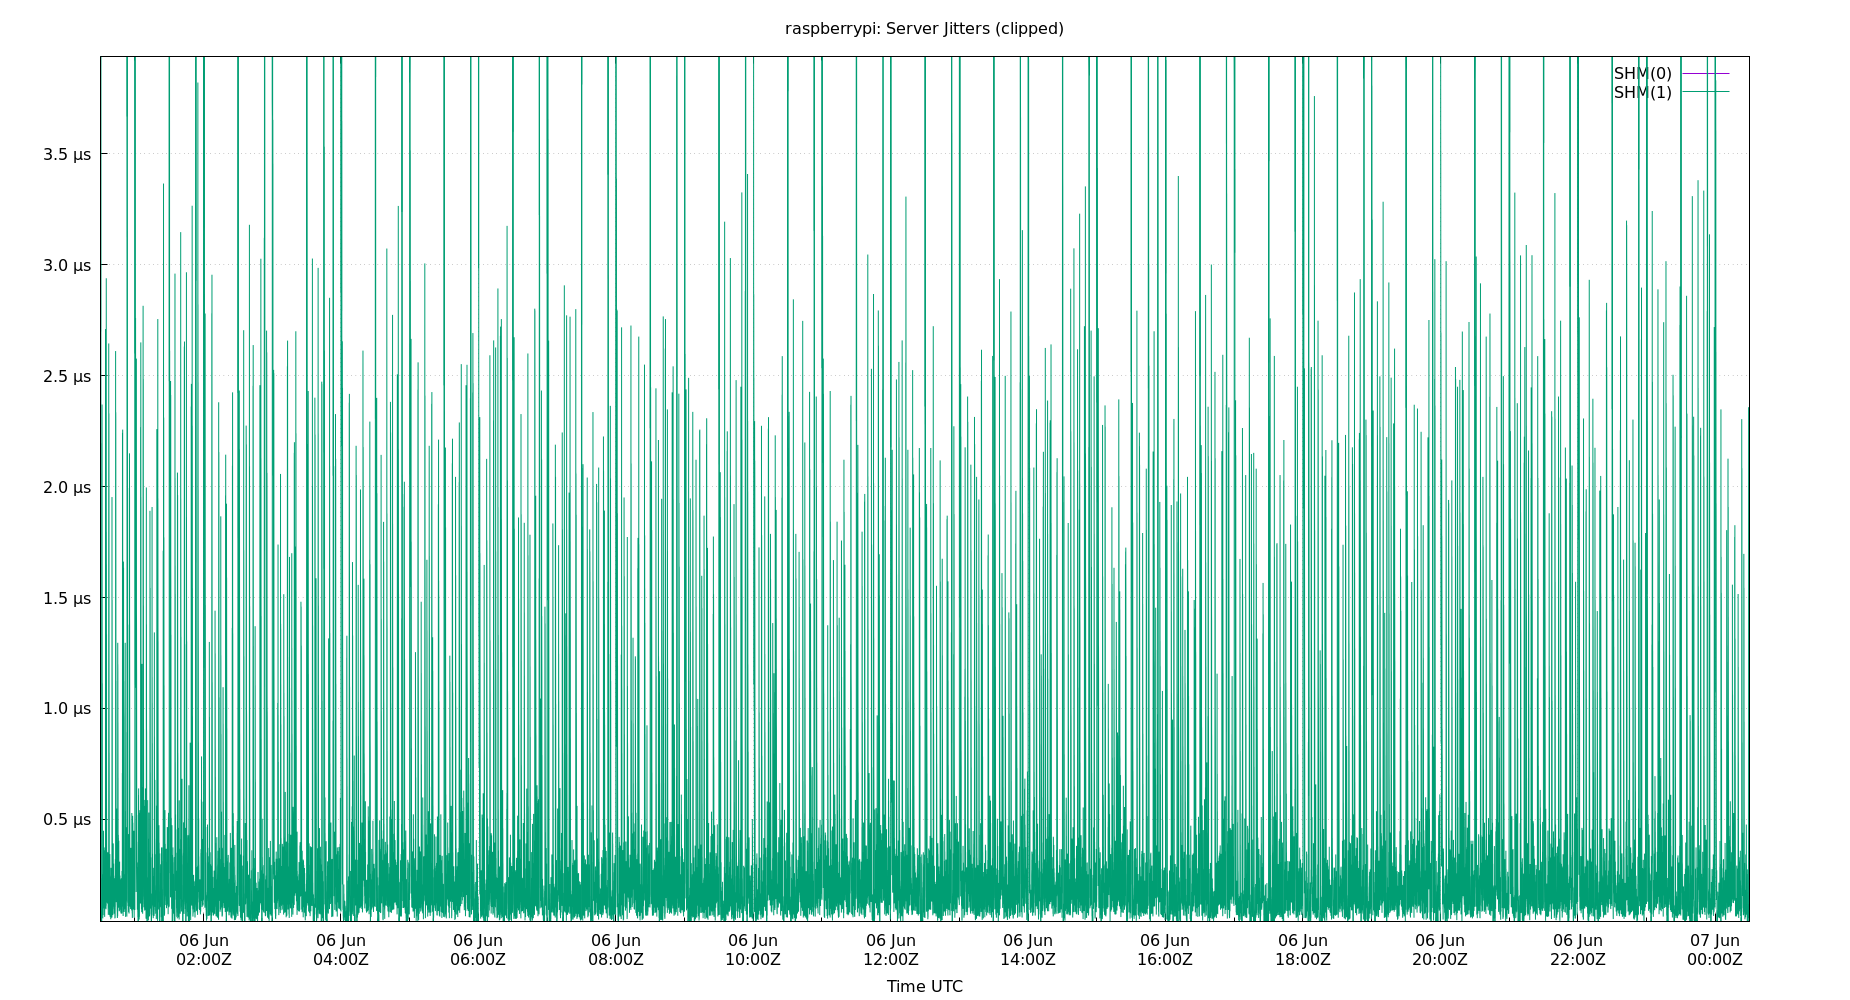 raspberrypi: Server Jitters (clipped)
SHM(0)
SHM(1)
3.5 µs
3.0 µs
2.5 µs
2.0 µs
1.5 µs
1.0 µs
0.5 µs
06 Jun 06 Jun 06 Jun 06 Jun 06 Jun 06 Jun 06 Jun 06 Jun 06 Jun 06 Jun 06 Jun 07 Jun
02:00Z 04:00Z 06:00Z 08:00Z 10:00Z 12:00Z 14:00Z 16:00Z 18:00Z 20:00Z 22:00Z 00:00Z
Time UTC